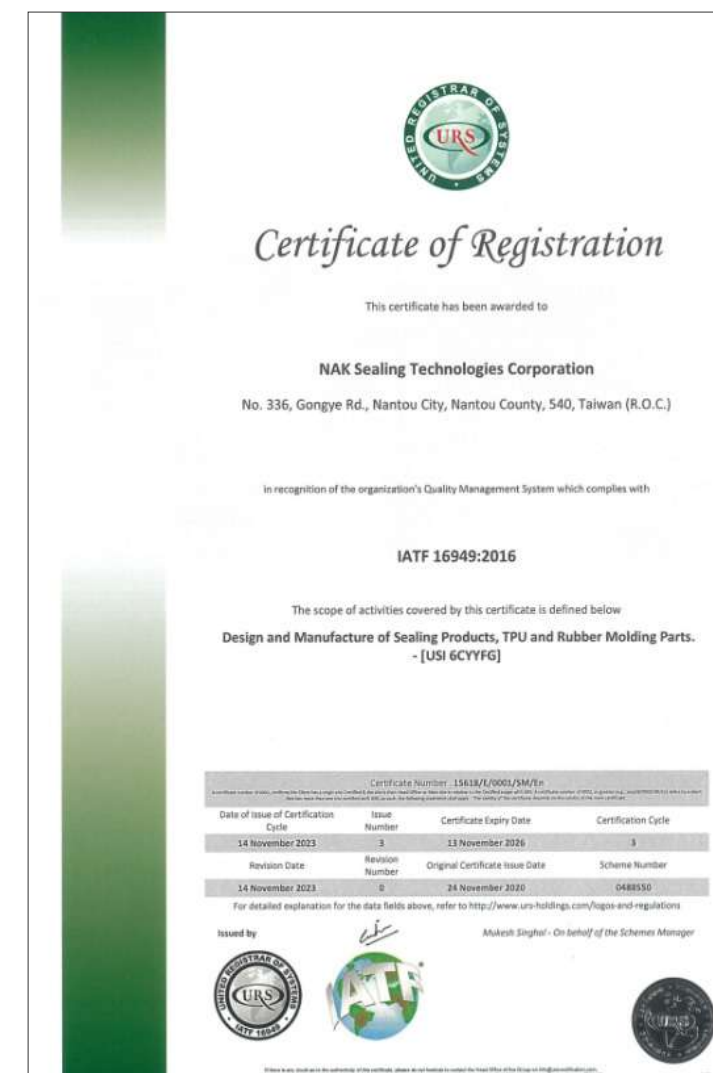 UNITED REGISTRAR OF SYSTEMS
URS
Certificate of Registration
This certificate has been awarded to
NAK Sealing Technologies Corporation
No. 336, Gongye Rd., Nantou City, Nantou County, 540, Taiwan (R.O.C.)
in recognition of the organization's Quality Management System which complies with
IATF 16949:2016
The scope of activities covered by this certificate is defined below
Design and Manufacture of Sealing Products, TPU and Rubber Molding Parts.
- [USI 6CYYFG]
Certificate Number 15618/E/0001/SM/En
Date of Issue of Certification Cycle Issue Number Certificate Expiry Date Certification Cycle
14 November 2023 3 13 November 2026 3
Revision Date Revision Number Original Certificate Issue Date Scheme Number
14 November 2023 0 24 November 2020 0488550
For detailed explanation for the data fields above, refer to http://www.urs-holdings.com/logos-and-regulations
Issued by Mukesh Singhal - On behalf of the Schemes Manager
UNITED REGISTRAR OF SYSTEMS
URS
IATF 16949
IATF
URS